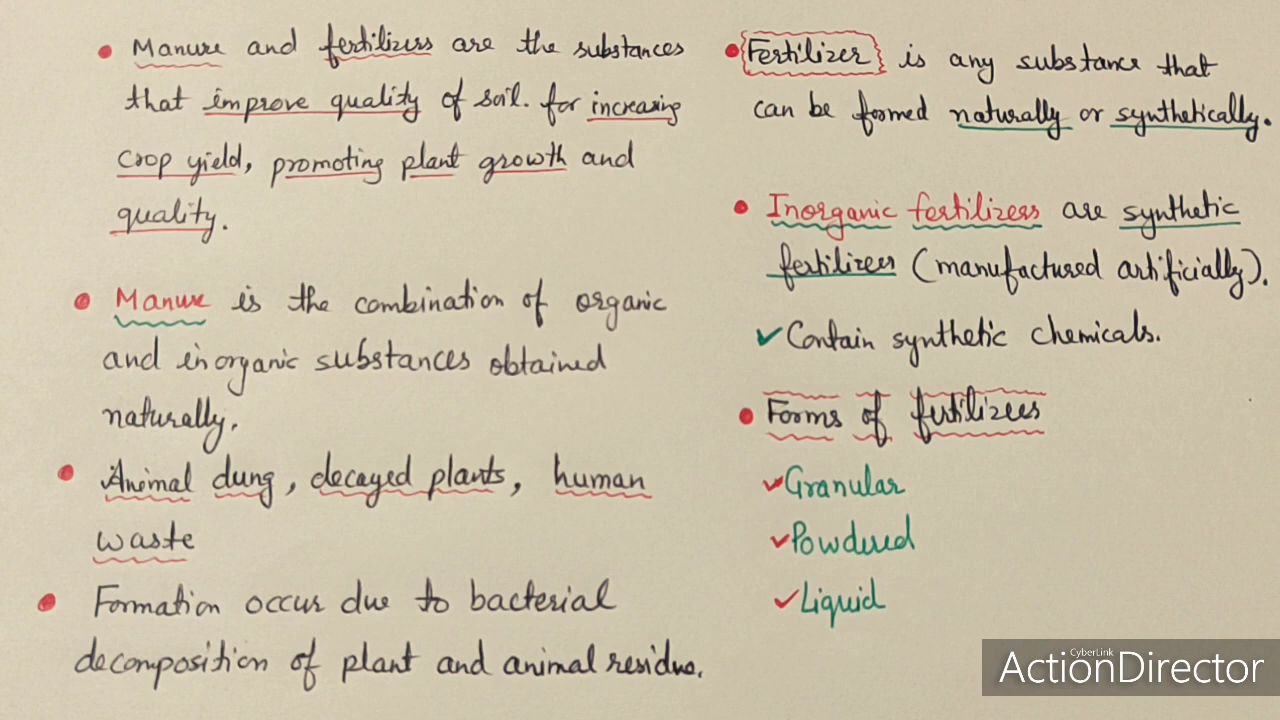 Manure and fertilizers are the substances
that improve quality of soil. for increasing
crop yield, promoting plant growth and
quality.
Manure is the combination of organic
and inorganic substances obtained
naturally.
Animal dung, decayed plants, human
waste
Formation occur due to bacterial
decomposition of plant and animal residue.
Fertilizer is any substance that
can be formed naturally or synthetically.
Inorganic fertilizers are synthetic
fertilizers (manufactured artificially).
✓ Contain synthetic chemicals.
Forms of fertilizers
✓ Granular
✓ Powdered
✓ Liquid
CyberLink
ActionDirector